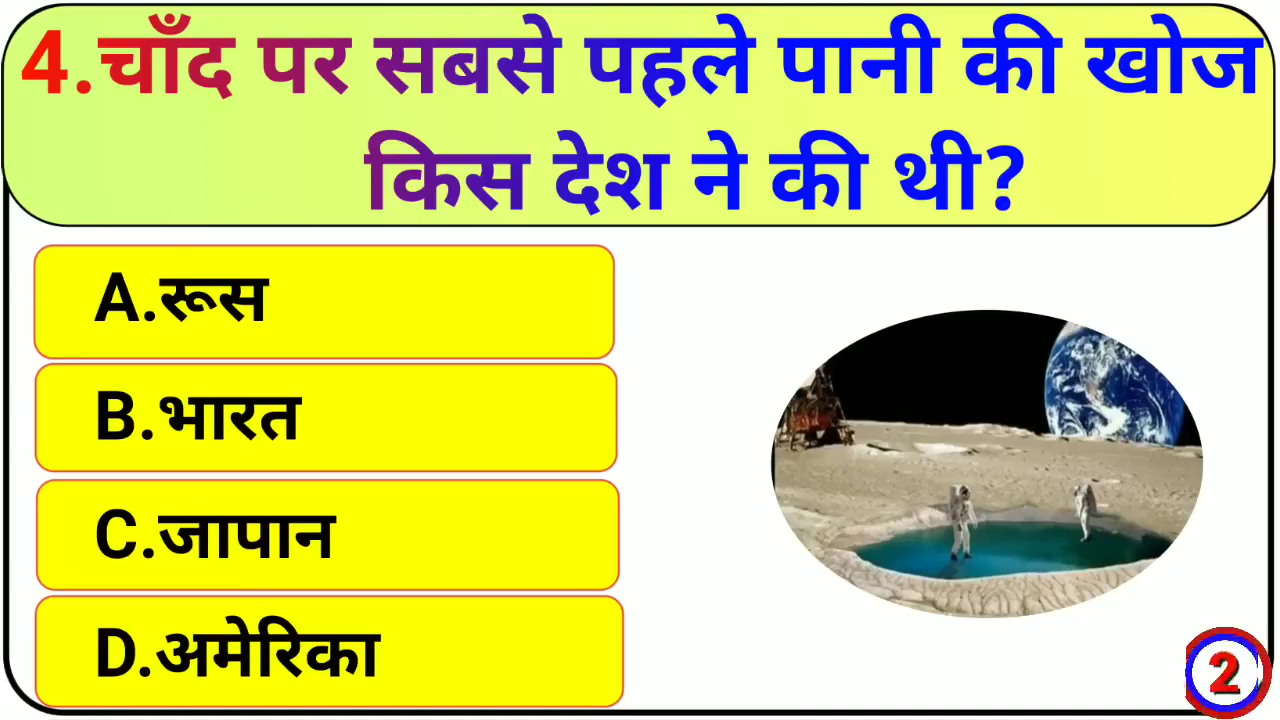 4.चाँद पर सबसे पहले पानी की खोज
किस देश ने की थी?
A.रूस
B.भारत
C.जापान
D.अमेरिका
2